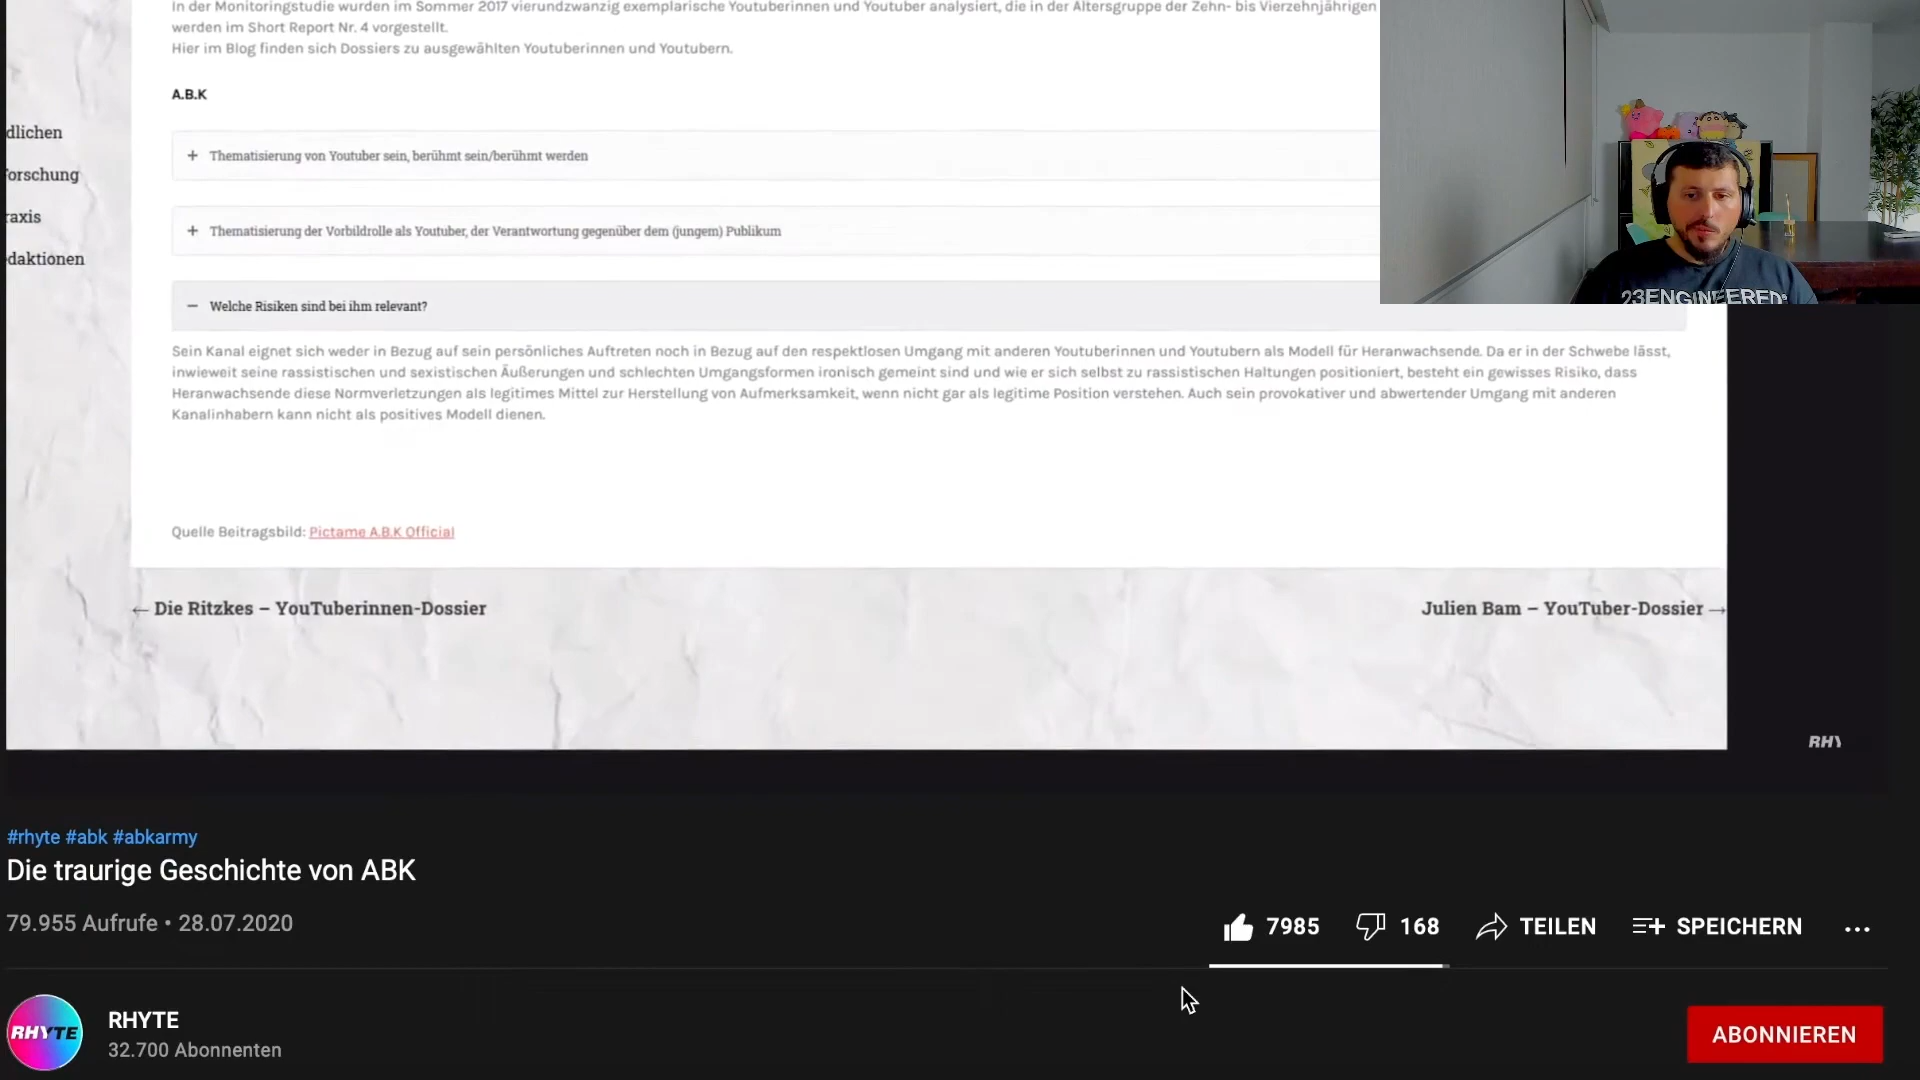 In der Monitoringstudie wurden im Sommer 2017 vierundzwanzig exemplarische Youtuberinnen und Youtuber analysiert, die in der Altersgruppe der Zehn- bis Vierzehnjährigen
werden im Short Report Nr. 4 vorgestellt.
Hier im Blog finden sich Dossiers zu ausgewählten Youtuberinnen und Youtubern.
A.B.K
dlichen
+ Thematisierung von Youtuber sein, berühmt sein/berühmt werden
Forschung
raxis
+ Thematisierung der Vorbildrolle als Youtuber, der Verantwortung gegenüber dem (jungem) Publikum
daktionen
23ENGINEERED
− Welche Risiken sind bei ihm relevant?
Sein Kanal eignet sich weder in Bezug auf sein persönliches Auftreten noch in Bezug auf den respektlosen Umgang mit anderen Youtuberinnen und Youtubern als Modell für Heranwachsende. Da er in der Schwebe lässt,
inwieweit seine rassistischen und sexistischen Äußerungen und schlechten Umgangsformen ironisch gemeint sind und wie er sich selbst zu rassistischen Haltungen positioniert, besteht ein gewisses Risiko, dass
Heranwachsende diese Normverletzungen als legitimes Mittel zur Herstellung von Aufmerksamkeit, wenn nicht gar als legitime Position verstehen. Auch sein provokativer und abwertender Umgang mit anderen
Kanalinhabern kann nicht als positives Modell dienen.
Quelle Beitragsbild: Pictame A.B.K Official
← Die Ritzkes – YouTuberinnen-Dossier
Julien Bam – YouTuber-Dossier →
RHY
#rhyte #abk #abkarmy
Die traurige Geschichte von ABK
79.955 Aufrufe • 28.07.2020
7985 168 TEILEN SPEICHERN ...
RHYTE
RHYTE
32.700 Abonnenten
ABONNIEREN